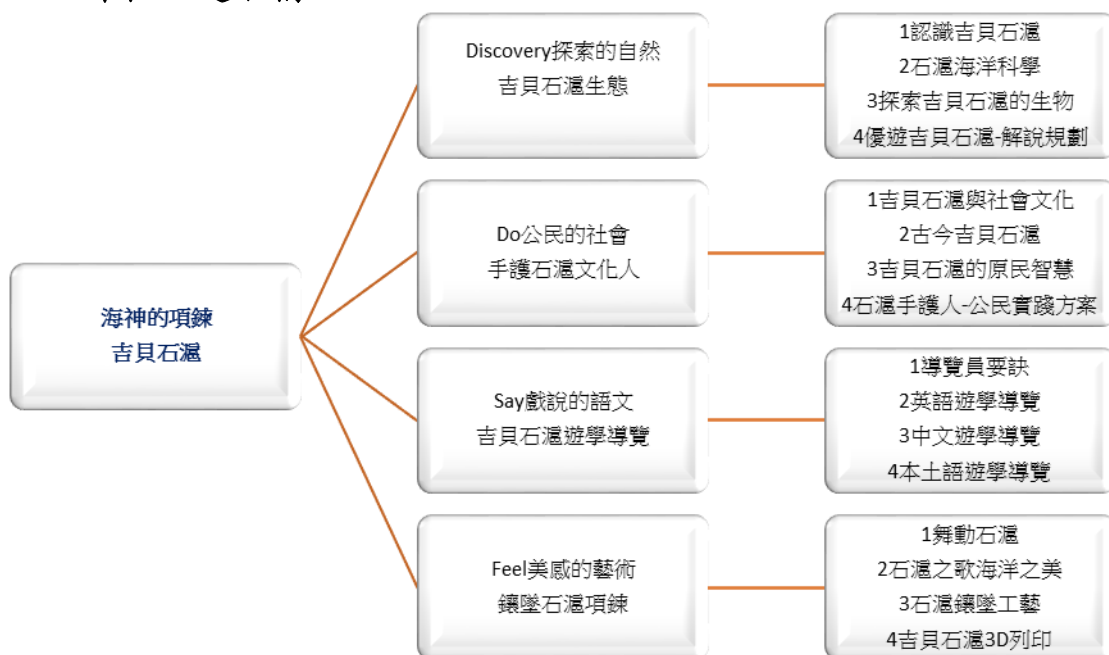 海神的項鍊
吉貝石滬
Discovery探索的自然
吉貝石滬生態
1認識吉貝石滬
2石滬海洋科學
3探索吉貝石滬的生物
4優遊吉貝石滬-解說規劃
Do公民的社會
手護石滬文化人
1吉貝石滬與社會文化
2古今吉貝石滬
3吉貝石滬的原民智慧
4石滬手護人-公民實踐方案
Say戲說的語文
吉貝石滬遊學導覽
1導覽員要訣
2英語遊學導覽
3中文遊學導覽
4本土語遊學導覽
Feel美感的藝術
鑲墜石滬項鍊
1舞動石滬
2石滬之歌海洋之美
3石滬鑲墜工藝
4吉貝石滬3D列印